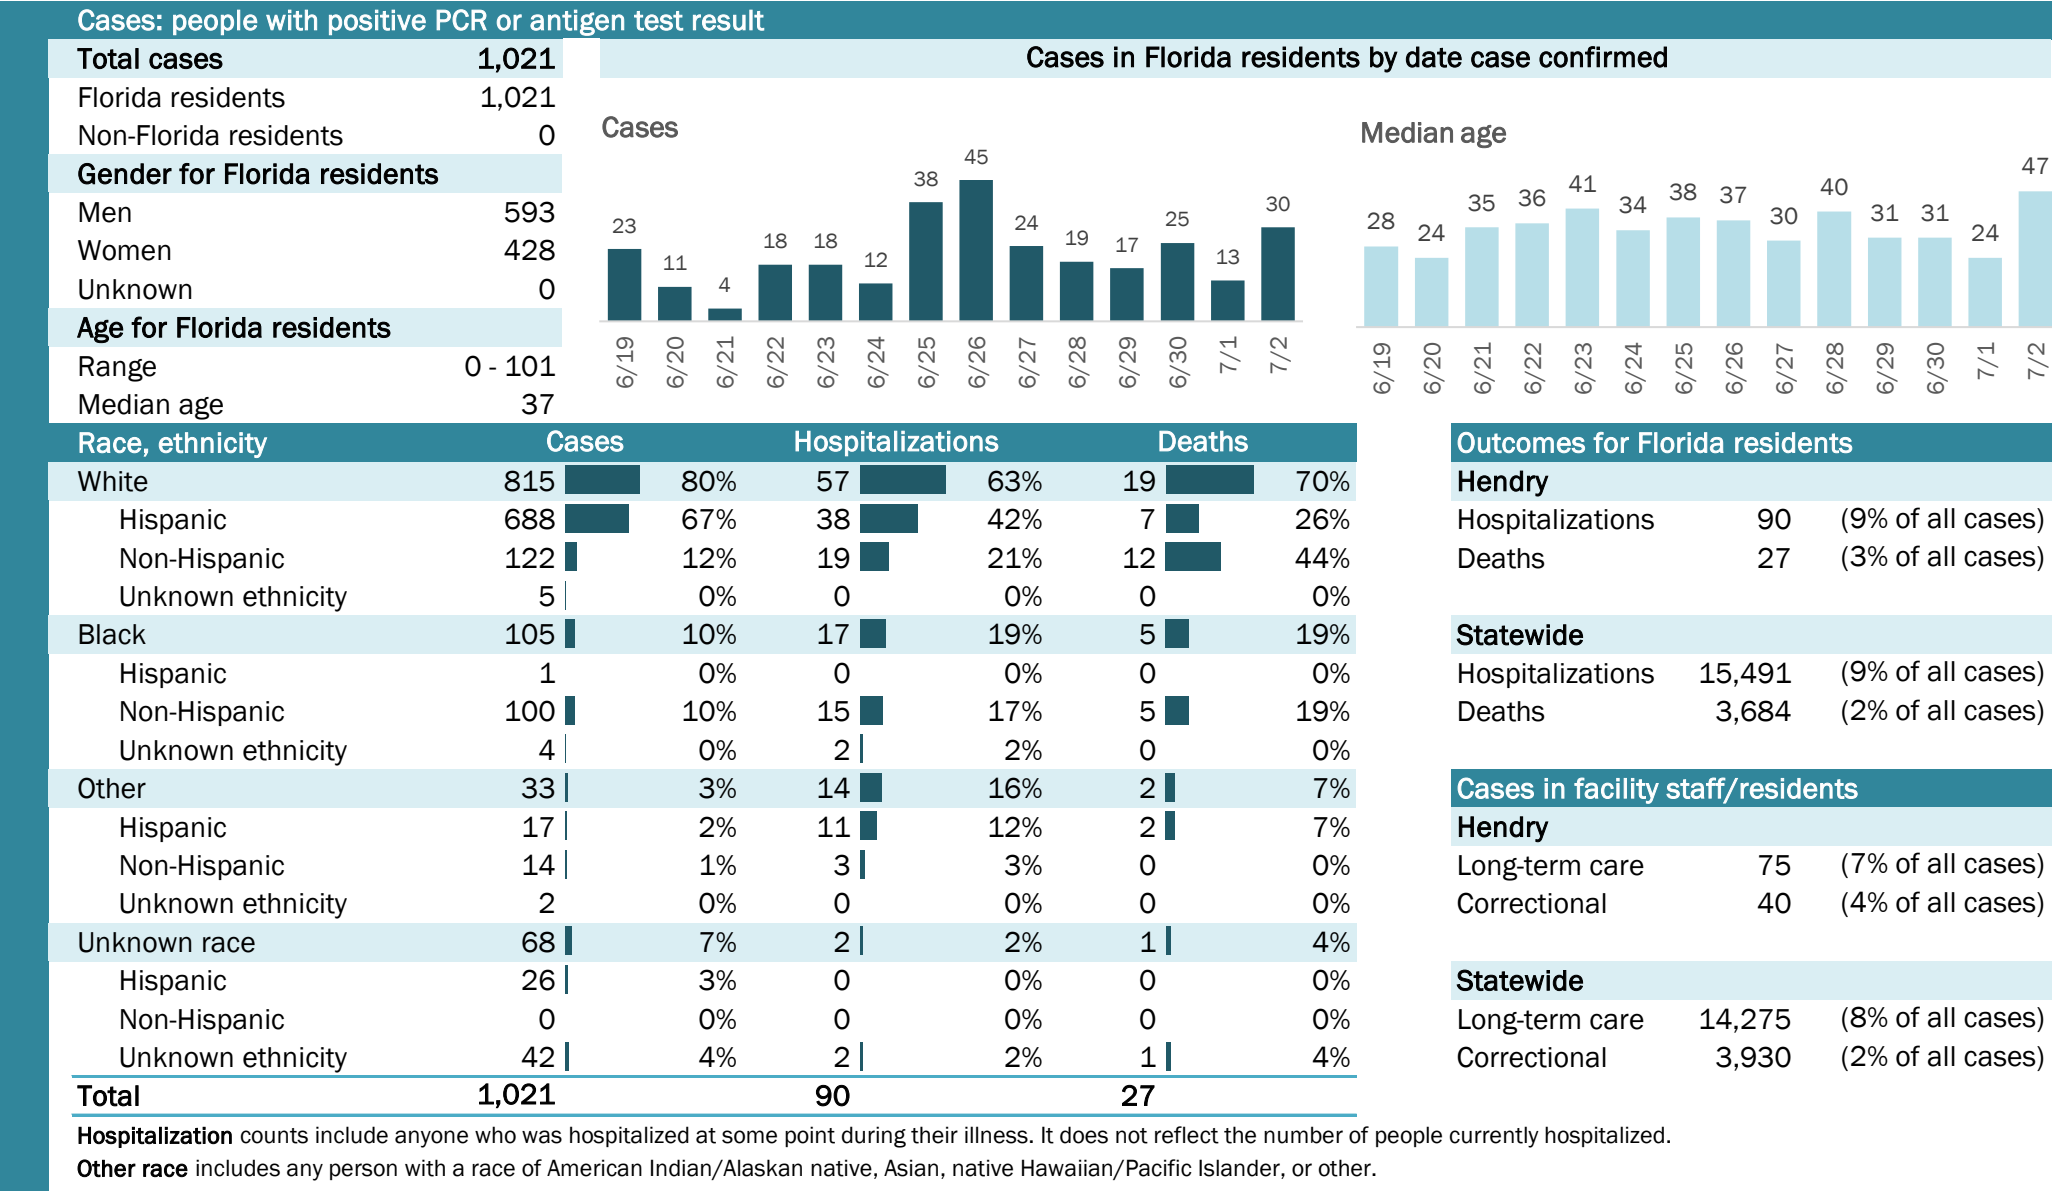 Cases: people with positive PCR or antigen test result
Total cases 1,021
Florida residents 1,021
Non-Florida residents 0
Gender for Florida residents
Men 593
Women 428
Unknown 0
Age for Florida residents
Range 0 - 101
Median age 37
Cases in Florida residents by date case confirmed
Cases
23 11 4 18 18 12 38 45 24 19 17 25 13 30
6/19 6/20 6/21 6/22 6/23 6/24 6/25 6/26 6/27 6/28 6/29 6/30 7/1 7/2
Median age
28 24 35 36 41 34 38 37 30 40 31 31 24 47
6/19 6/20 6/21 6/22 6/23 6/24 6/25 6/26 6/27 6/28 6/29 6/30 7/1 7/2
Race, ethnicity Cases Hospitalizations Deaths
White 815 80% 57 63% 19 70%
Hispanic 688 67% 38 42% 7 26%
Non-Hispanic 122 12% 19 21% 12 44%
Unknown ethnicity 5 0% 0 0% 0 0%
Black 105 10% 17 19% 5 19%
Hispanic 1 0% 0 0% 0 0%
Non-Hispanic 100 10% 15 17% 5 19%
Unknown ethnicity 4 0% 2 2% 0 0%
Other 33 3% 14 16% 2 7%
Hispanic 17 2% 11 12% 2 7%
Non-Hispanic 14 1% 3 3% 0 0%
Unknown ethnicity 2 0% 0 0% 0 0%
Unknown race 68 7% 2 2% 1 4%
Hispanic 26 3% 0 0% 0 0%
Non-Hispanic 0 0% 0 0% 0 0%
Unknown ethnicity 42 4% 2 2% 1 4%
Total 1,021 90 27
Outcomes for Florida residents
Hendry
Hospitalizations 90 (9% of all cases)
Deaths 27 (3% of all cases)
Statewide
Hospitalizations 15,491 (9% of all cases)
Deaths 3,684 (2% of all cases)
Cases in facility staff/residents
Hendry
Long-term care 75 (7% of all cases)
Correctional 40 (4% of all cases)
Statewide
Long-term care 14,275 (8% of all cases)
Correctional 3,930 (2% of all cases)
Hospitalization counts include anyone who was hospitalized at some point during their illness. It does not reflect the number of people currently hospitalized.
Other race includes any person with a race of American Indian/Alaskan native, Asian, native Hawaiian/Pacific Islander, or other.